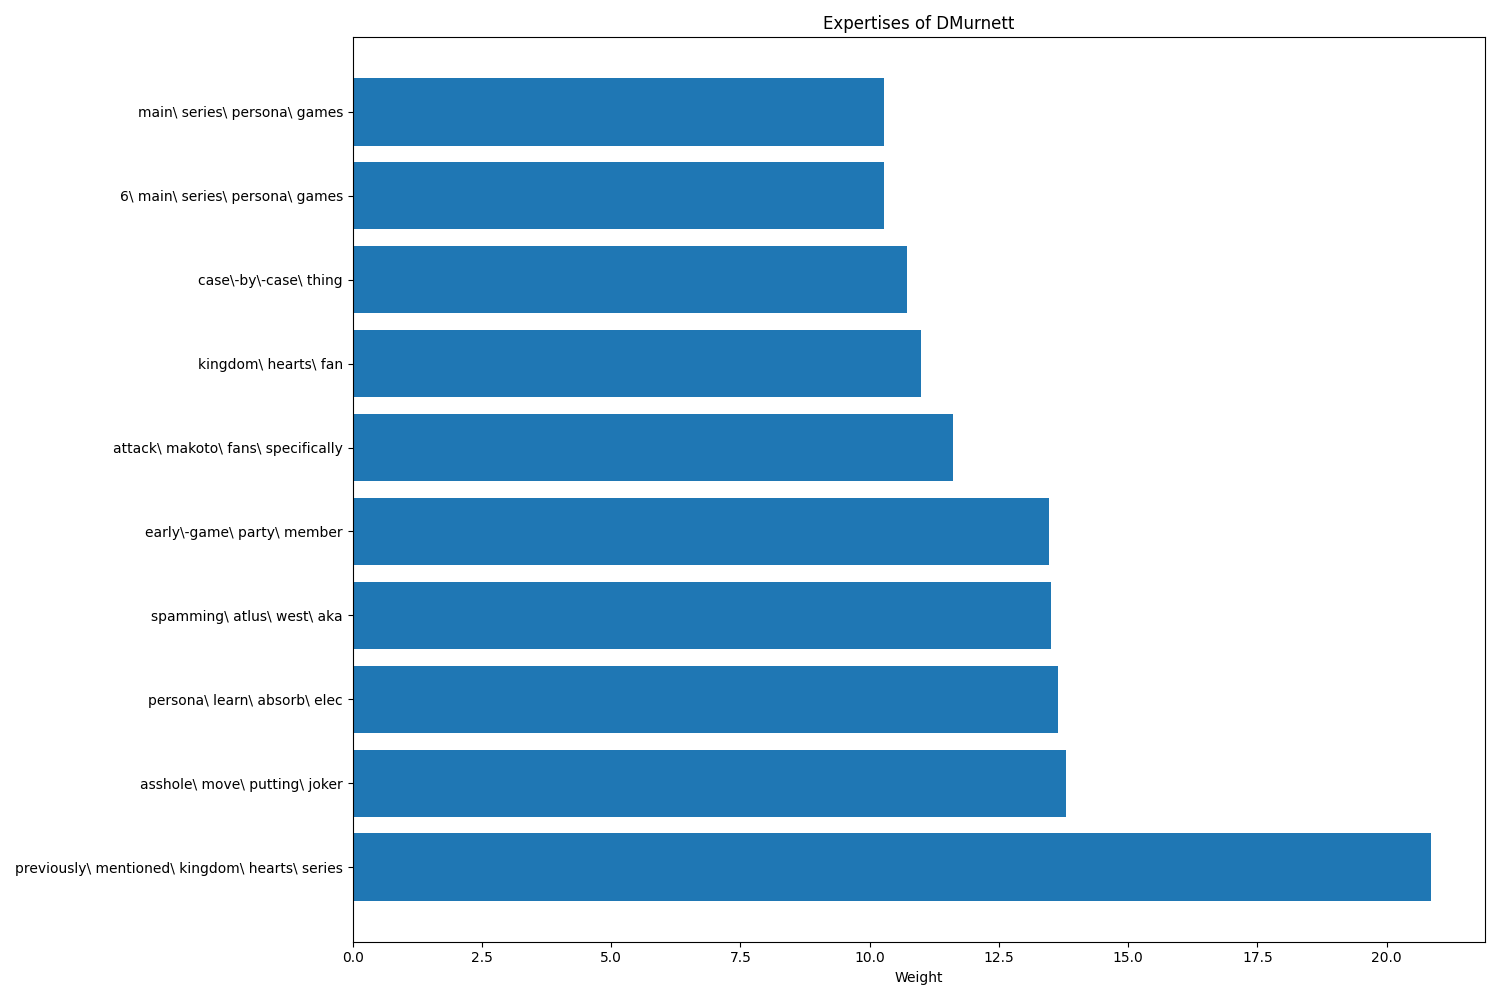 Expertises of DMurnett
main\ series\ persona\ games
6\ main\ series\ persona\ games
case\-by\-case\ thing
kingdom\ hearts\ fan
attack\ makoto\ fans\ specifically
early\-game\ party\ member
spamming\ atlus\ west\ aka
persona\ learn\ absorb\ elec
asshole\ move\ putting\ joker
previously\ mentioned\ kingdom\ hearts\ series
0.0 2.5 5.0 7.5 10.0 12.5 15.0 17.5 20.0
Weight